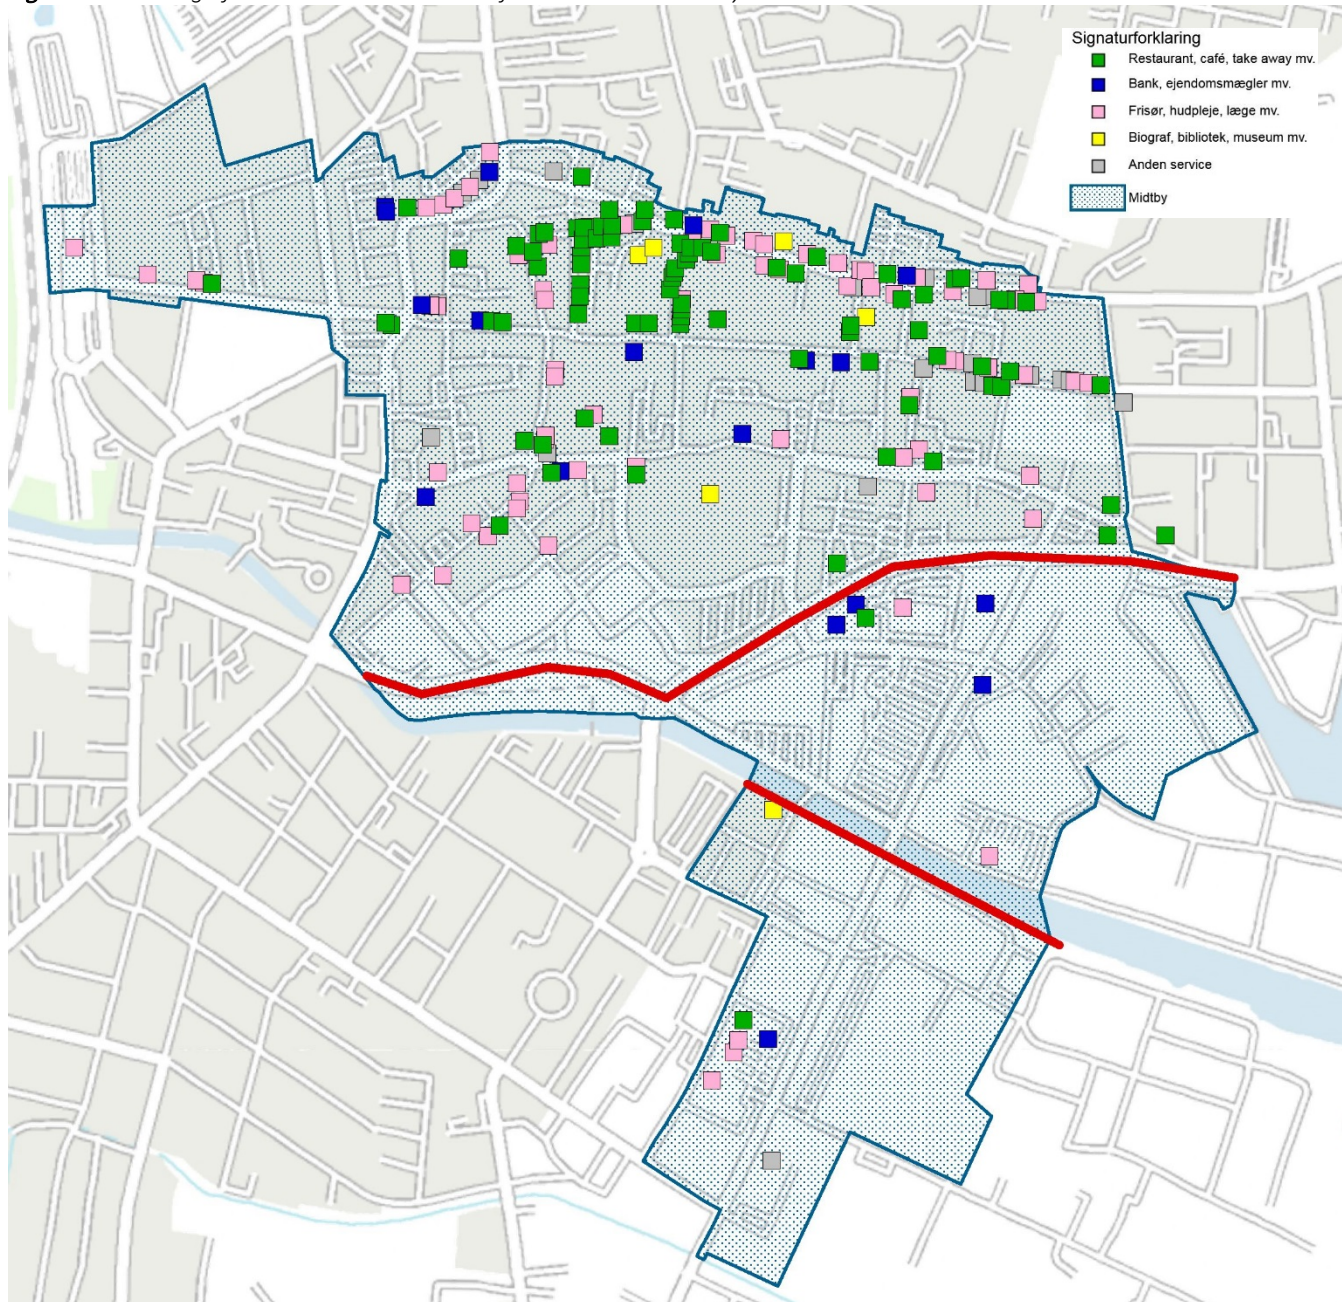 Signaturforklaring
Restaurant, café, take away mv.
Bank, ejendomsmægler mv.
Frisør, hudpleje, læge mv.
Biograf, bibliotek, museum mv.
Anden service
Midtby